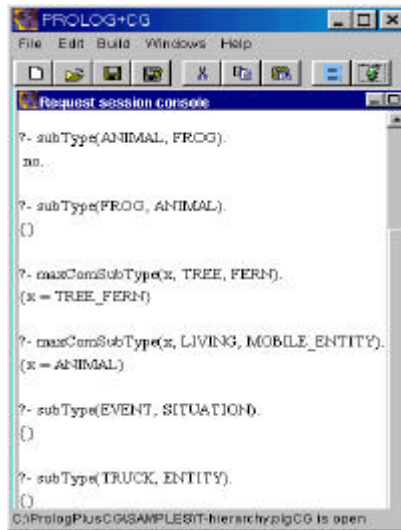 PROLOG+CG
File Edit Build Windows Help
Request session console
?- subType(ANIMAL, FROG).
no.
?- subType(FROG, ANIMAL).
{}
?- maxComSubType(x, TREE, FERN).
{x = TREE_FERN}
?- maxComSubType(x, LIVING, MOBILE_ENTITY).
{x = ANIMAL}
?- subType(EVENT, SITUATION).
{}
?- subType(TRUCK, ENTITY).
{}
C:\PrologPlusCG\SAMPLES\T-hierarchy.plgCG is open